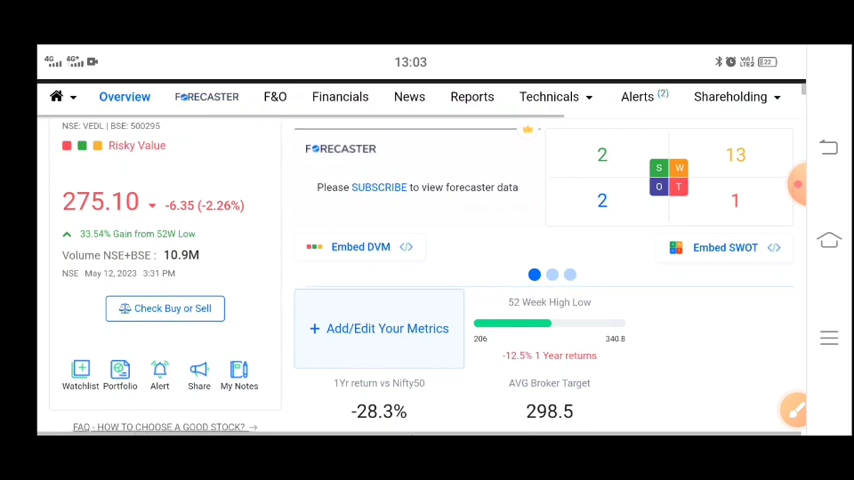 4G 4G+ 13:03 VoLTE2 22
Overview FORECASTER F&O Financials News Reports Technicals Alerts (2) Shareholding
NSE: VEDL | BSE: 500295
Risky Value
275.10 -6.35 (-2.26%)
33.54% Gain from 52W Low
Volume NSE+BSE: 10.9M
NSE May 12, 2023 3:31 PM
Check Buy or Sell
Watchlist Portfolio Alert Share My Notes
FAQ - HOW TO CHOOSE A GOOD STOCK?
FORECASTER
Please SUBSCRIBE to view forecaster data
Embed DVM
2 13
S W
O T
2 1
Embed SWOT
+ Add/Edit Your Metrics
52 Week High Low
206 340.8
-12.5% 1 Year returns
1Yr return vs Nifty50
-28.3%
AVG Broker Target
298.5